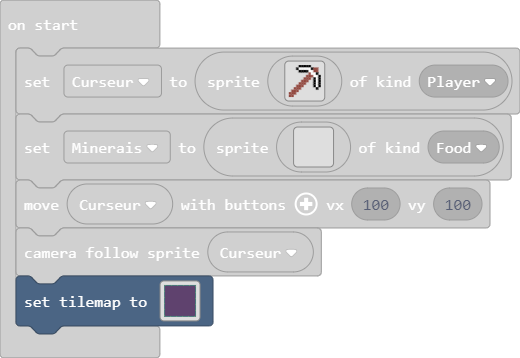 on start
set Curseur to sprite of kind Player
set Minerais to sprite of kind Food
move Curseur with buttons vx 100 vy 100
camera follow sprite Curseur
set tilemap to